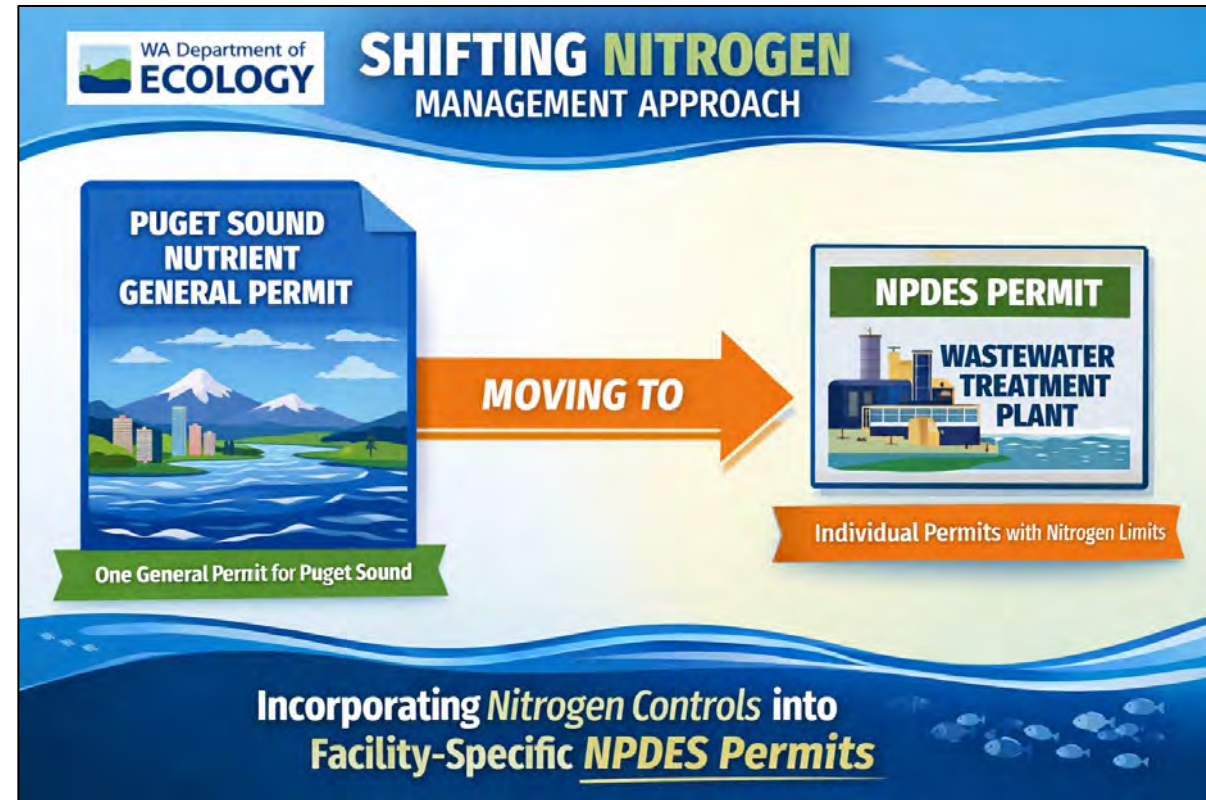 WA Department of
ECOLOGY
SHIFTING NITROGEN
MANAGEMENT APPROACH
PUGET SOUND
NUTRIENT
GENERAL PERMIT
MOVING TO
NPDES PERMIT
WASTEWATER
TREATMENT
PLANT
One General Permit for Puget Sound
Individual Permits with Nitrogen Limits
Incorporating Nitrogen Controls into
Facility-Specific NPDES Permits